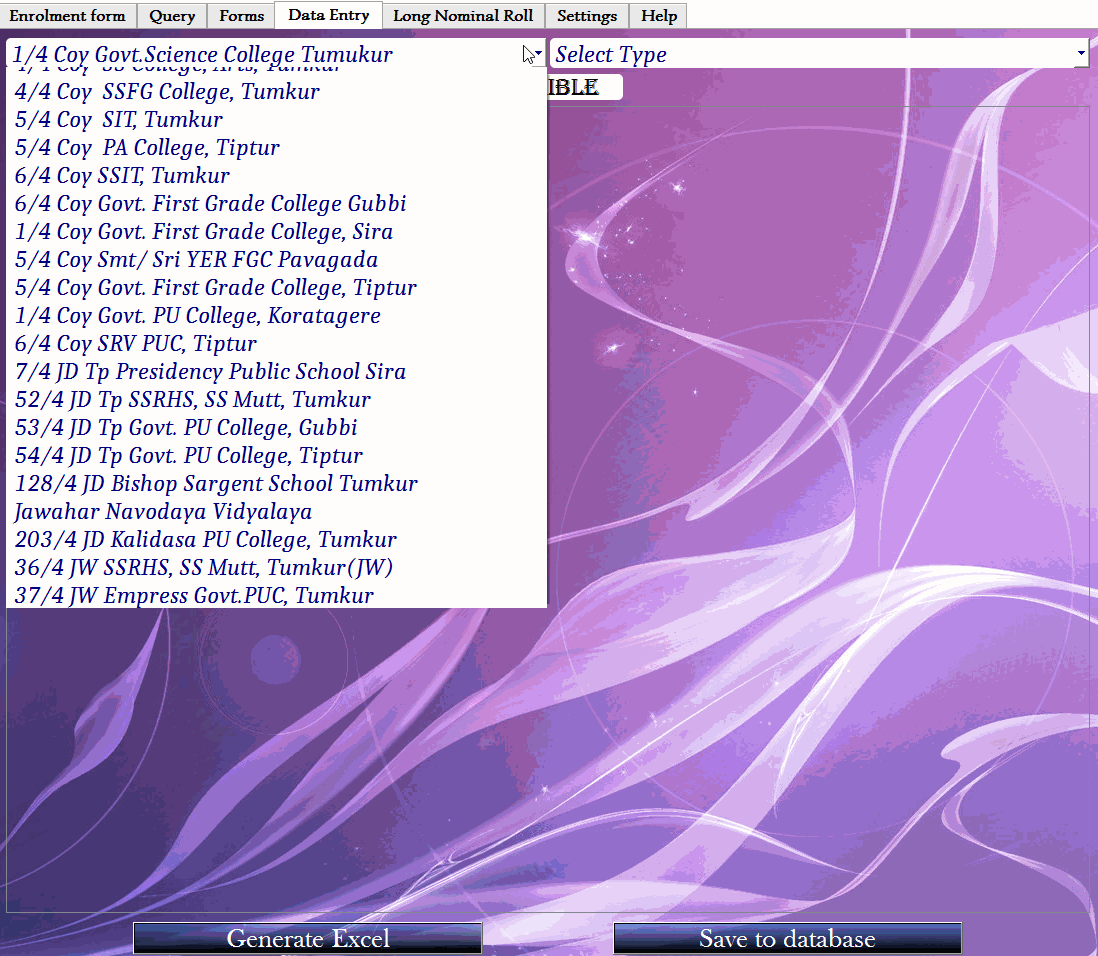 Enrolment form Query Forms Data Entry Long Nominal Roll Settings Help
1/4 Coy Govt.Science College Tumukur Select Type
SS College, Arts, Tumkur
IBLE
4/4 Coy SSFG College, Tumkur
5/4 Coy SIT, Tumkur
5/4 Coy PA College, Tiptur
6/4 Coy SSIT, Tumkur
6/4 Coy Govt. First Grade College Gubbi
1/4 Coy Govt. First Grade College, Sira
5/4 Coy Smt/ Sri YER FGC Pavagada
5/4 Coy Govt. First Grade College, Tiptur
1/4 Coy Govt. PU College, Koratagere
6/4 Coy SRV PUC, Tiptur
7/4 JD Tp Presidency Public School Sira
52/4 JD Tp SSRHS, SS Mutt, Tumkur
53/4 JD Tp Govt. PU College, Gubbi
54/4 JD Tp Govt. PU College, Tiptur
128/4 JD Bishop Sargent School Tumkur
Jawahar Navodaya Vidyalaya
203/4 JD Kalidasa PU College, Tumkur
36/4 JW SSRHS, SS Mutt, Tumkur(JW)
37/4 JW Empress Govt.PUC, Tumkur
Generate Excel Save to database